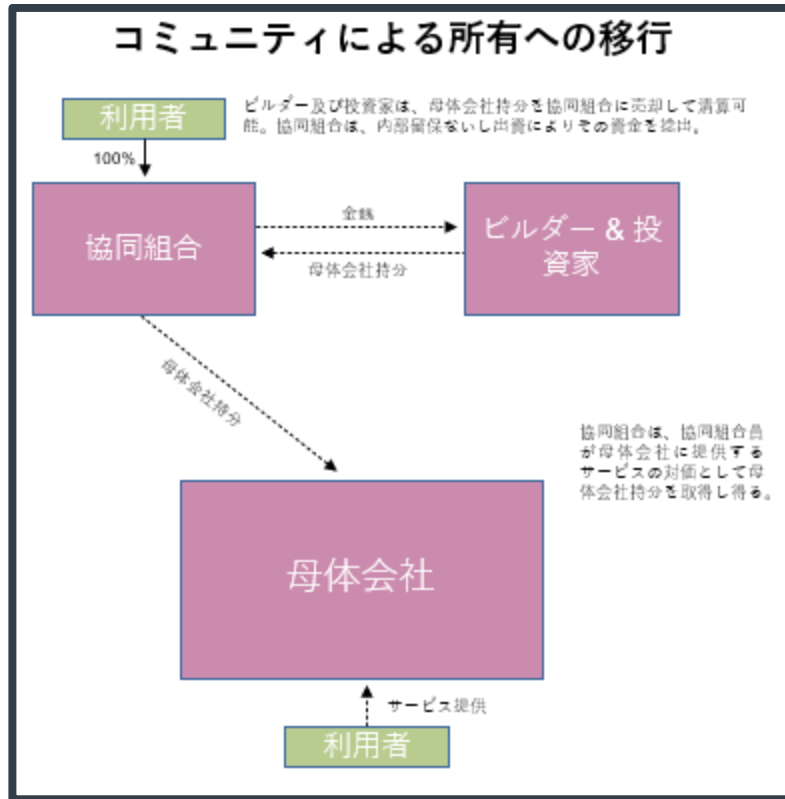 コミュニティによる所有への移行
利用者
ビルダー及び投資家は、母体会社持分を協同組合に売却して清算可
能。協同組合は、内部留保ないし出資によりその資金を捻出。
100%
協同組合
金銭
母体会社持分
ビルダー & 投
資家
母体会社持分
協同組合は、協同組合員
が母体会社に提供する
サービスの対価として母
体会社持分を取得し得る。
母体会社
サービス提供
利用者